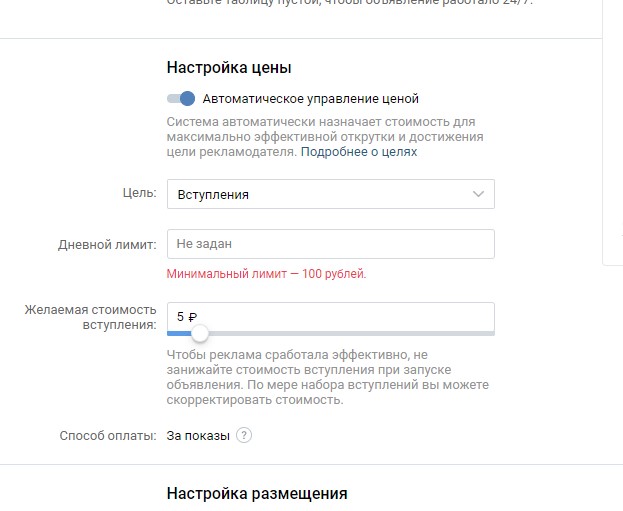 Оставьте таблицу пустой, чтобы объявление работало 24/7.
Настройка цены
Автоматическое управление ценой
Система автоматически назначает стоимость для
максимально эффективной открутки и достижения
цели рекламодателя. Подробнее о целях
Цель:
Вступления
Дневной лимит:
Не задан
Минимальный лимит — 100 рублей.
Желаемая стоимость
вступления:
5 ₽
Чтобы реклама сработала эффективно, не
занижайте стоимость вступления при запуске
объявления. По мере набора вступлений вы можете
скорректировать стоимость.
Способ оплаты:
За показы ?
Настройка размещения